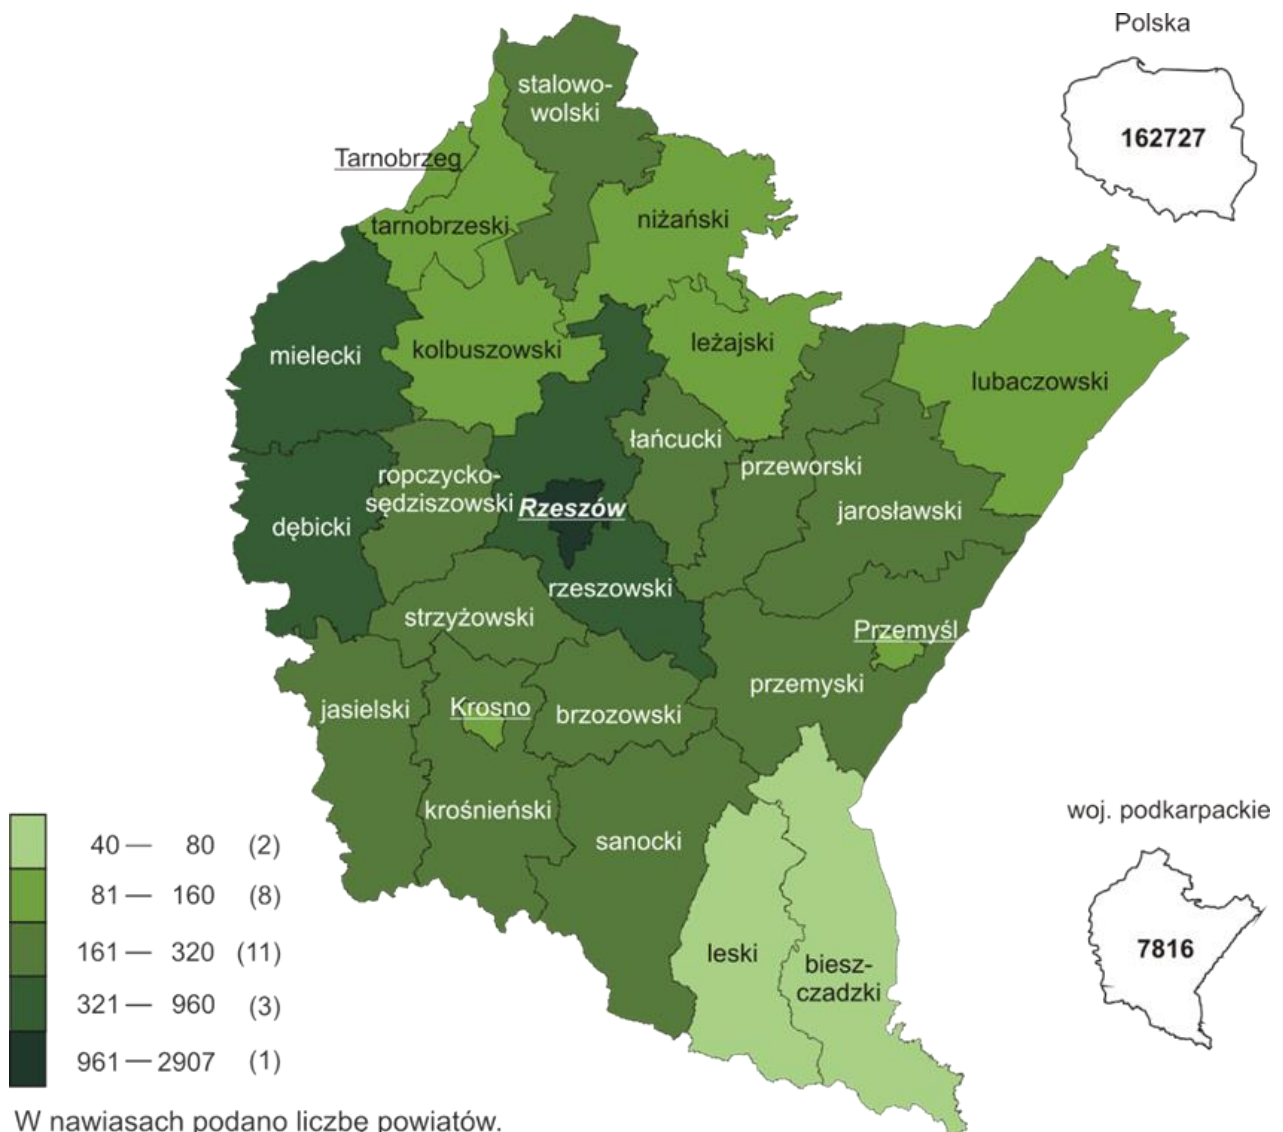 Polska
162727
stalowo-
wolski
Tarnobrzeg
tarnobrzeski
niżański
mielecki
kolbuszowski
leżajski
lubaczowski
łańcucki
ropczycko-
sędziszowski
przeworski
Rzeszów
jarosławski
dębicki
rzeszowski
strzyżowski
Przemyśl
przemyski
jasielski
Krosno
brzozowski
krośnieński
sanocki
leski
biesz-
czadzki
woj. podkarpackie
7816
40 — 80 (2)
81 — 160 (8)
161 — 320 (11)
321 — 960 (3)
961 — 2907 (1)
W nawiasach podano liczbę powiatów.